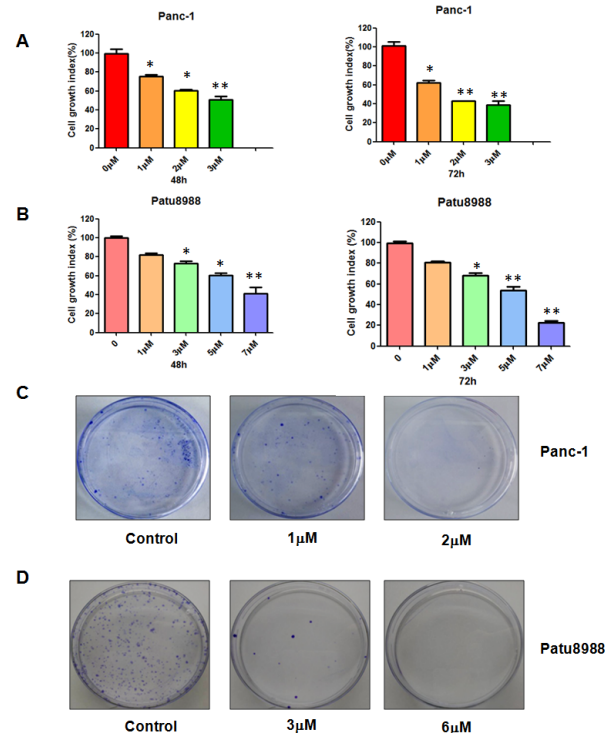 A
Panc-1
Cell growth index(%)
120
100
80
60
40
20
0
*
*
**
0µM
1µM
2µM
3µM
48h
Panc-1
Cell growth index(%)
120
100
80
60
40
20
0
*
**
**
0µM
1µM
2µM
3µM
72h
B
Patu8988
Cell growth index (%)
120
100
80
60
40
20
0
*
*
**
0
1µM
3µM
5µM
7µM
48h
Patu8988
Cell growth index (%)
120
100
80
60
40
20
0
*
**
**
0
1µM
3µM
5µM
7µM
72h
C
Panc-1
Control
1µM
2µM
D
Patu8988
Control
3µM
6µM